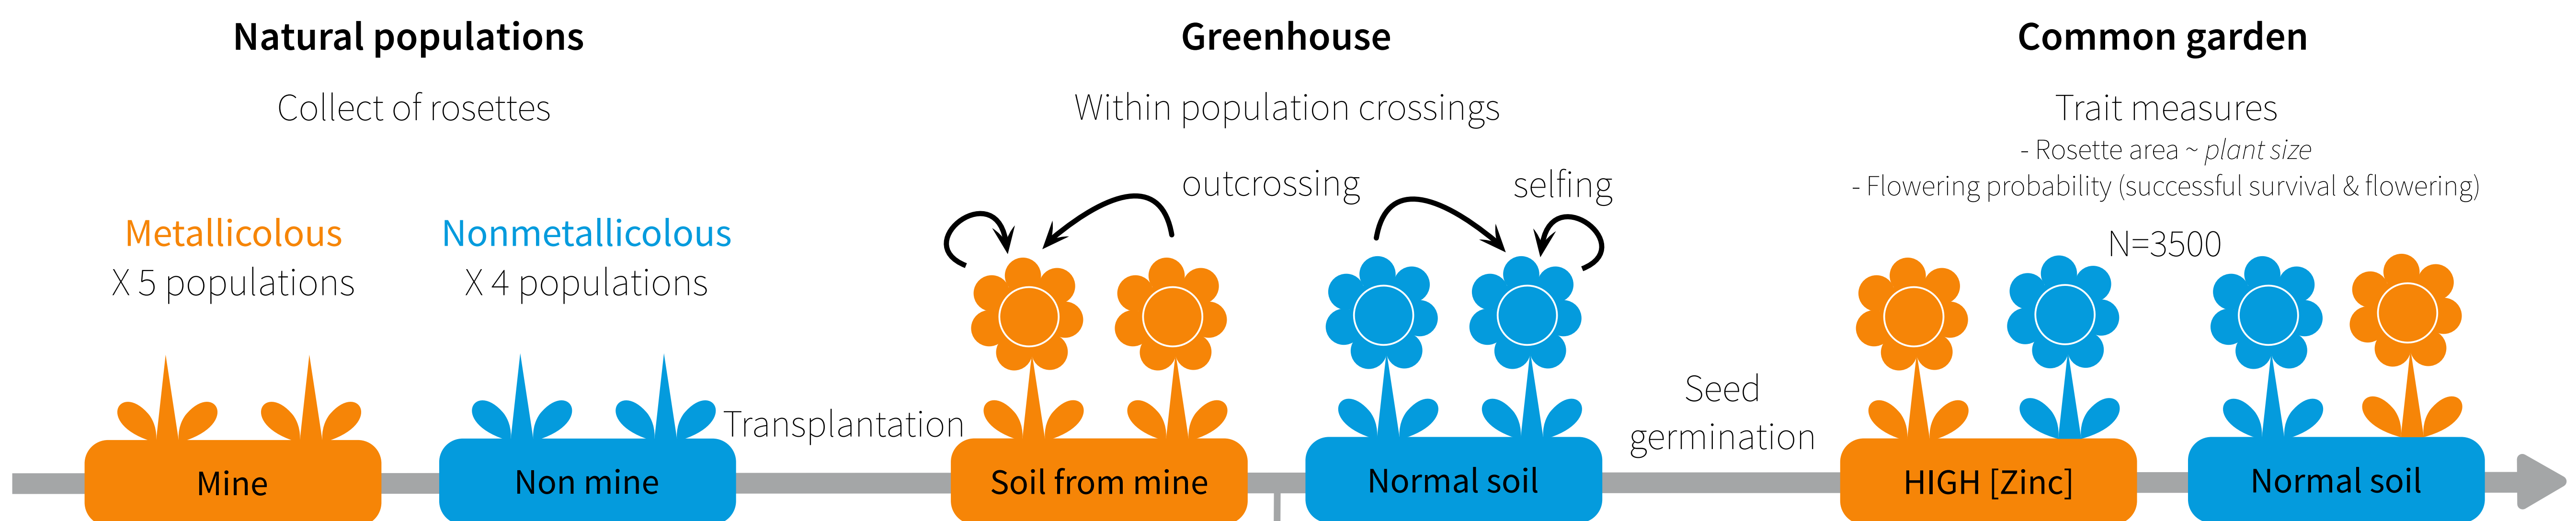 Natural populations
Collect of rosettes
Metallicolous
X 5 populations
Nonmetallicolous
X 4 populations
Mine
Non mine
Transplantation
Greenhouse
Within population crossings
outcrossing
selfing
Soil from mine
Normal soil
Seed
germination
Common garden
Trait measures
- Rosette area ~ plant size
- Flowering probability (successful survival & flowering)
N=3500
HIGH [Zinc]
Normal soil